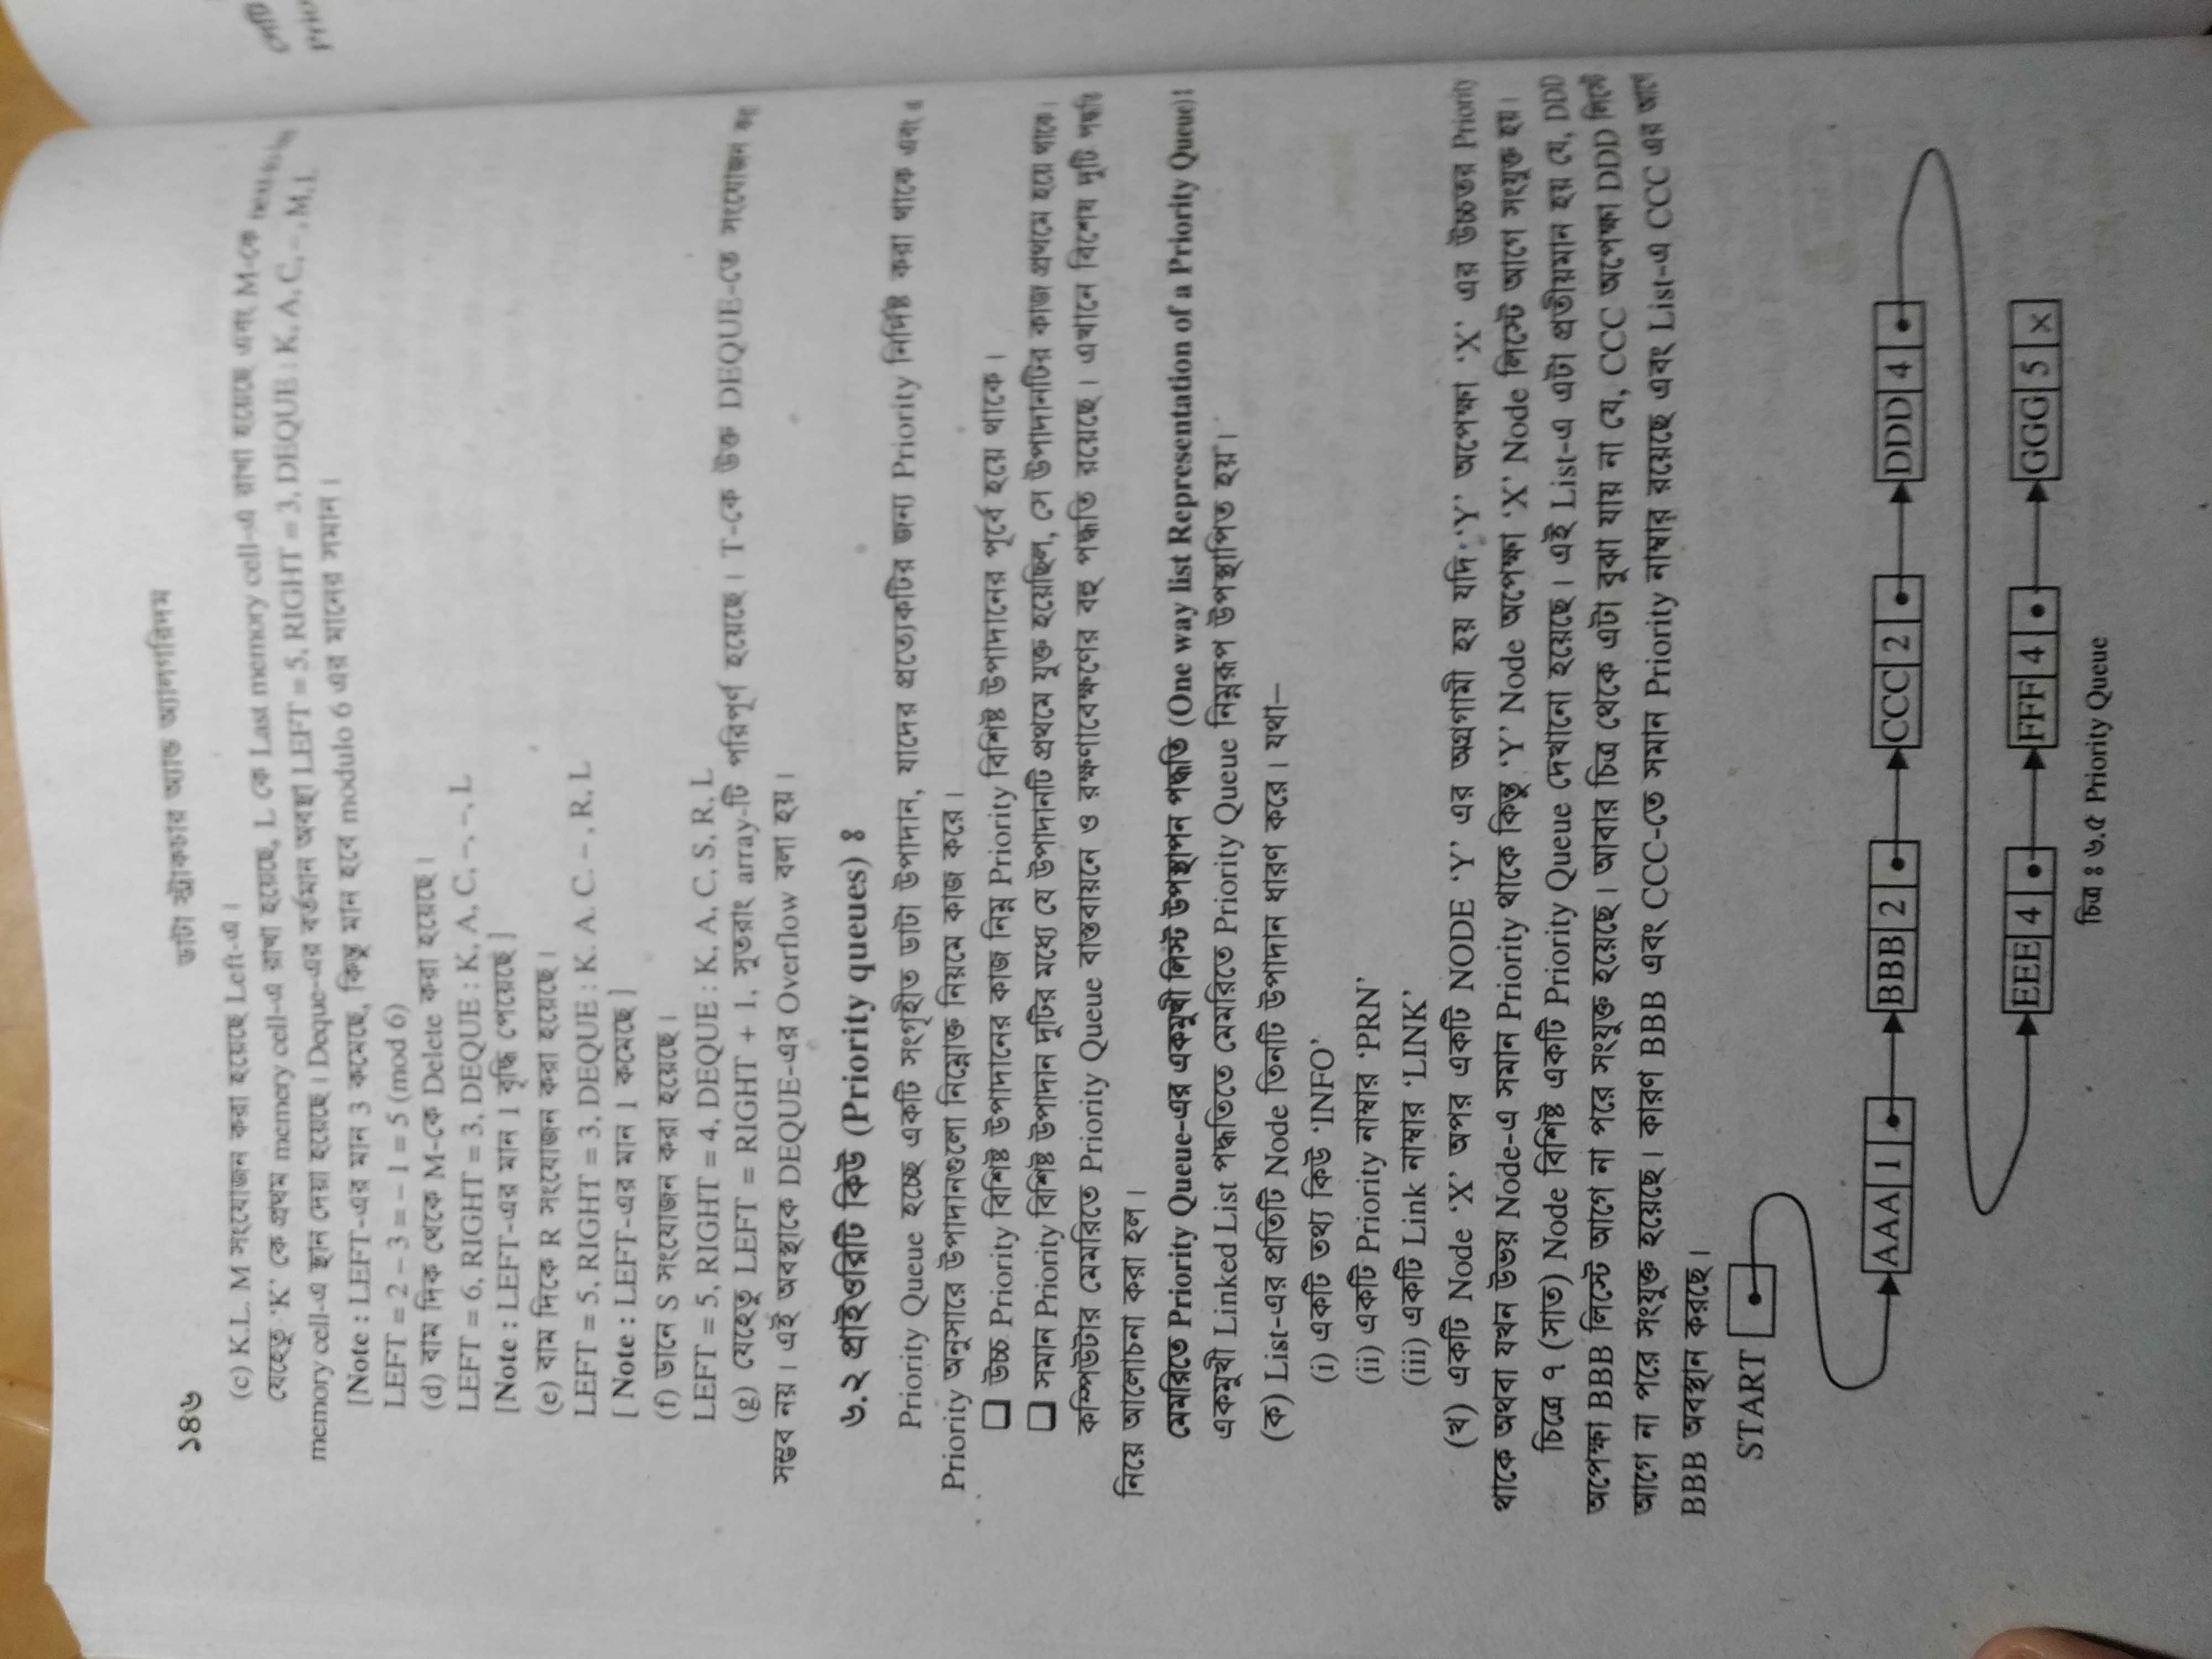 ১৪৬
ডাটা স্ট্রাকচার অ্যান্ড অ্যালগরিদম
(c) K.L. M সংযোজন করা হয়েছে Left-এ।
যেহেতু ‘K’ কে প্রথম memory cell-এ রাখা হয়েছে, L কে Last memory cell-এ রাখা হয়েছে এবং M-কে
memory cell-এ স্থান দেয়া হয়েছে। Deque-এর বর্তমান অবস্থা LEFT = 5, RIGHT = 3, DEQUE : K, A, C, –, M, L
[Note : LEFT-এর মান 3 কমেছে, কিন্তু মান হবে modulo 6 এর মানের সমান।
LEFT = 2 – 3 = – 1 = 5 (mod 6)
(d) বাম দিক থেকে M-কে Delete করা হয়েছে।
LEFT = 6, RIGHT = 3, DEQUE : K, A, C, –, –, L
[Note : LEFT-এর মান 1 বৃদ্ধি পেয়েছে]
(e) বাম দিকে R সংযোজন করা হয়েছে।
LEFT = 5, RIGHT = 3, DEQUE : K. A. C. – , R, L
[ Note : LEFT-এর মান 1 কমেছে ]
(f) ডানে S সংযোজন করা হয়েছে।
LEFT = 5, RIGHT = 4, DEQUE : K, A, C, S, R, L
(g) যেহেতু LEFT = RIGHT + 1, সুতরাং array-টি পরিপূর্ণ হয়েছে। T-কে উক্ত DEQUE-তে সংযোজন
সম্ভব নয়। এই অবস্থাকে DEQUE-এর Overflow বলা হয়।
৬.২ প্রাইওরিটি কিউ (Priority queues) ঃ
Priority Queue হচ্ছে একটি সংগৃহীত ডাটা উপাদান, যাদের প্রত্যেকটির জন্য Priority নির্দিষ্ট করা থাকে এবং
Priority অনুসারে উপাদানগুলো নিম্নোক্ত নিয়মে কাজ করে।
❑ উচ্চ Priority বিশিষ্ট উপাদানের কাজ নিম্ন Priority বিশিষ্ট উপাদানের পূর্বে হয়ে থাকে।
❑ সমান Priority বিশিষ্ট উপাদান দুটির মধ্যে যে উপাদানটি প্রথমে যুক্ত হয়েছিল, সে উপাদানটির কাজ প্রথমে হয়ে থাকে।
কম্পিউটার মেমরিতে Priority Queue বাস্তবায়নে ও রক্ষণাবেক্ষণের বহু পদ্ধতি রয়েছে। এখানে বিশেষ দুটি পদ্ধতি
নিয়ে আলোচনা করা হল।
মেমরিতে Priority Queue-এর একমুখী লিস্ট উপস্থাপন পদ্ধতি (One way list Representation of a Priority Queue)ঃ
একমুখী Linked List পদ্ধতিতে মেমরিতে Priority Queue নিম্নরূপ উপস্থাপিত হয়।
(ক) List-এর প্রতিটি Node তিনটি উপাদান ধারণ করে। যথা–
(i) একটি তথ্য কিউ ‘INFO’
(ii) একটি Priority নাম্বার ‘PRN’
(iii) একটি Link নাম্বার ‘LINK’
(খ) একটি Node ‘X’ অপর একটি NODE ‘Y’ এর অগ্রগামী হয় যদি ‘Y’ অপেক্ষা ‘X’ এর উচ্চতর Priority
থাকে অথবা যখন উভয় Node-এ সমান Priority থাকে কিন্তু ‘Y’ Node অপেক্ষা ‘X’ Node লিস্টে আগে সংযুক্ত হয়।
চিত্রে ৭ (সাত) Node বিশিষ্ট একটি Priority Queue দেখানো হয়েছে। এই List-এ এটা প্রতীয়মান হয় যে, DDD
অপেক্ষা BBB লিস্টে আগে না পরে সংযুক্ত হয়েছে। আবার চিত্র থেকে এটা বুঝা যায় না যে, CCC অপেক্ষা DDD লিস্টে
আগে না পরে সংযুক্ত হয়েছে। কারণ BBB এবং CCC-তে সমান Priority নাম্বার রয়েছে এবং List-এ CCC এর আগে
BBB অবস্থান করছে।
START
AAA 1 BBB 2 CCC 2 DDD 4
EEE 4 FFF 4 GGG 5 ×
চিত্র ঃ ৬.৫ Priority Queue